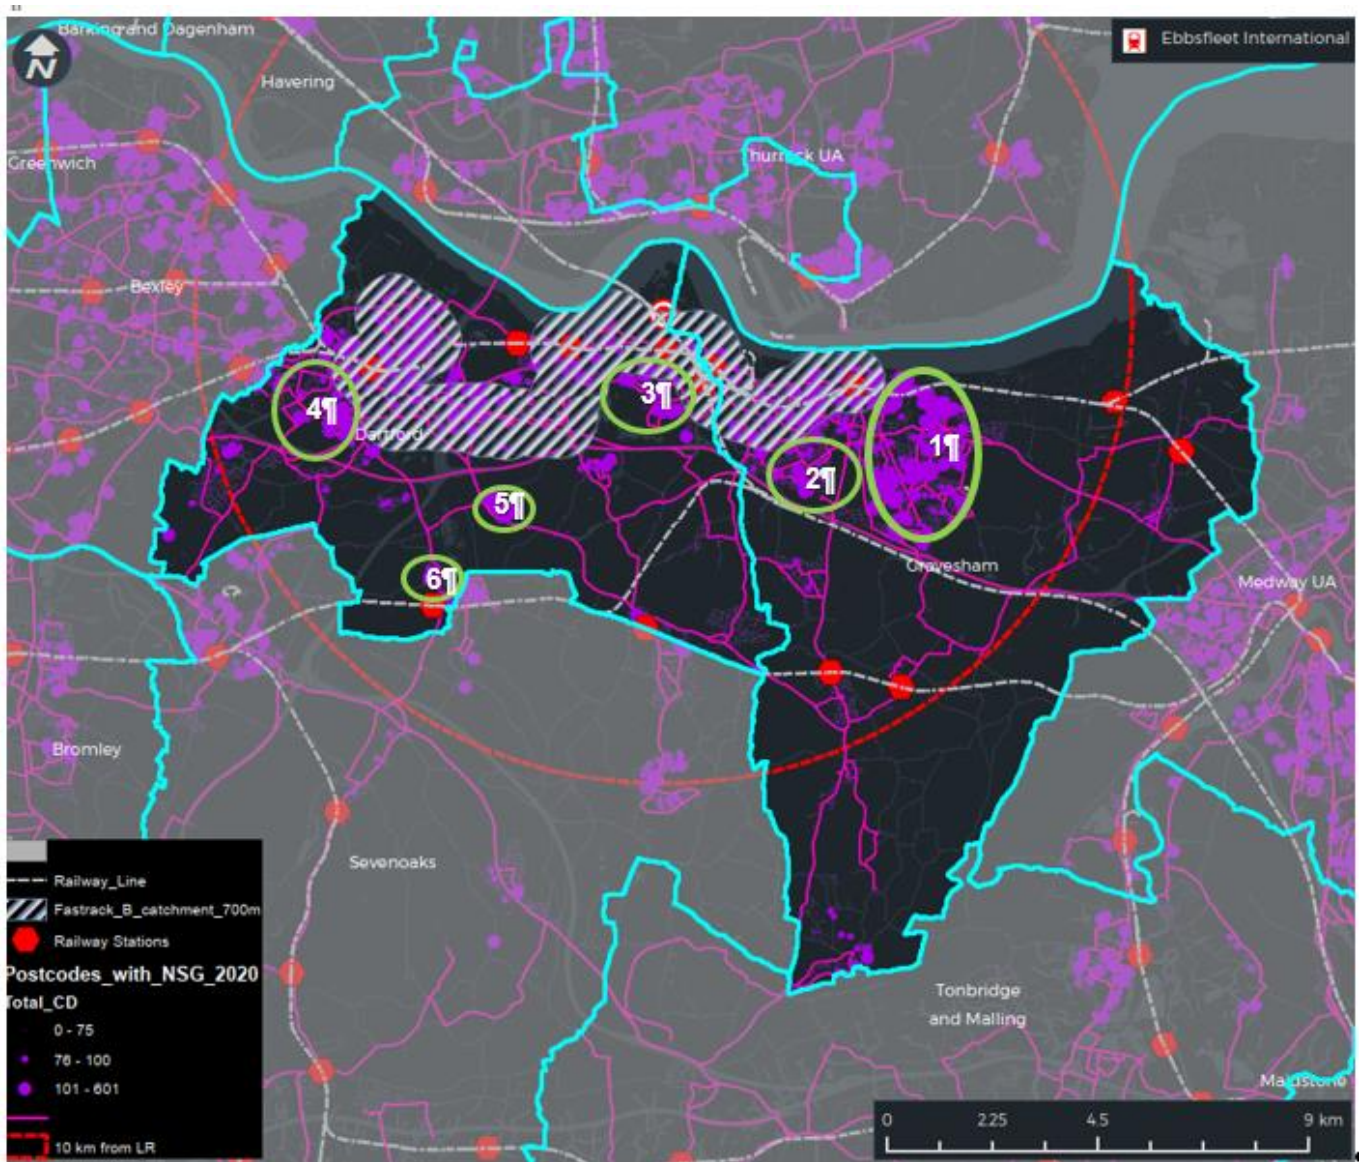 Barking and Dagenham
Ebbsfleet International
N
Havering
Greenwich
Thurrock UA
Bexley
3¶
4¶
Dartford
1¶
2¶
5¶
Gravesham
6¶
Medway UA
Bromley
Sevenoaks
Railway_Line
Fastrack_B_catchment_700m
Railway Stations
Postcodes_with_NSG_2020
Total_CD
0 - 75
76 - 100
101 - 601
10 km from LR
Tonbridge
and Malling
Maidstone
0 2.25 4.5 9 km